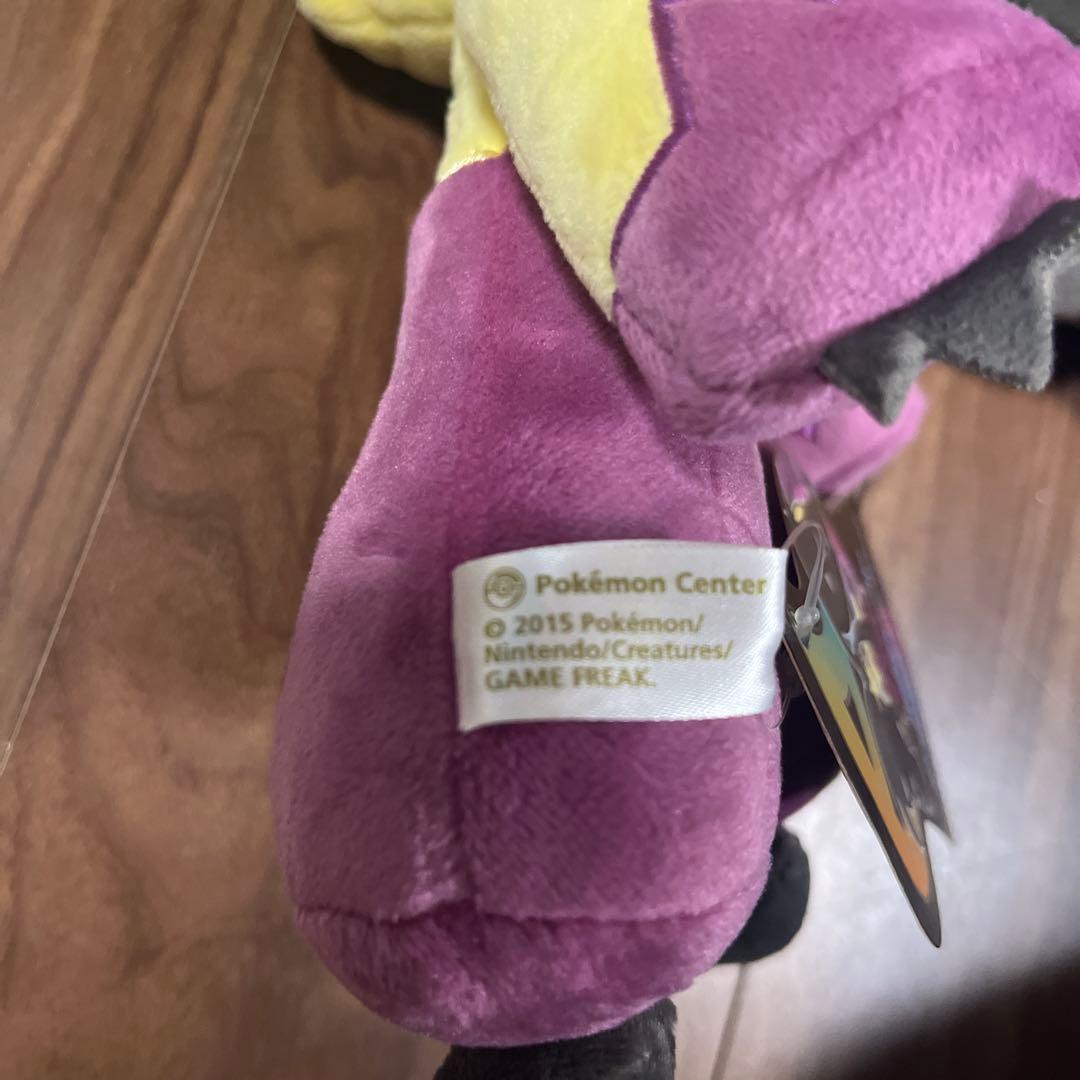 Pokémon Center
© 2015 Pokémon/
Nintendo/Creatures/
GAME FREAK.